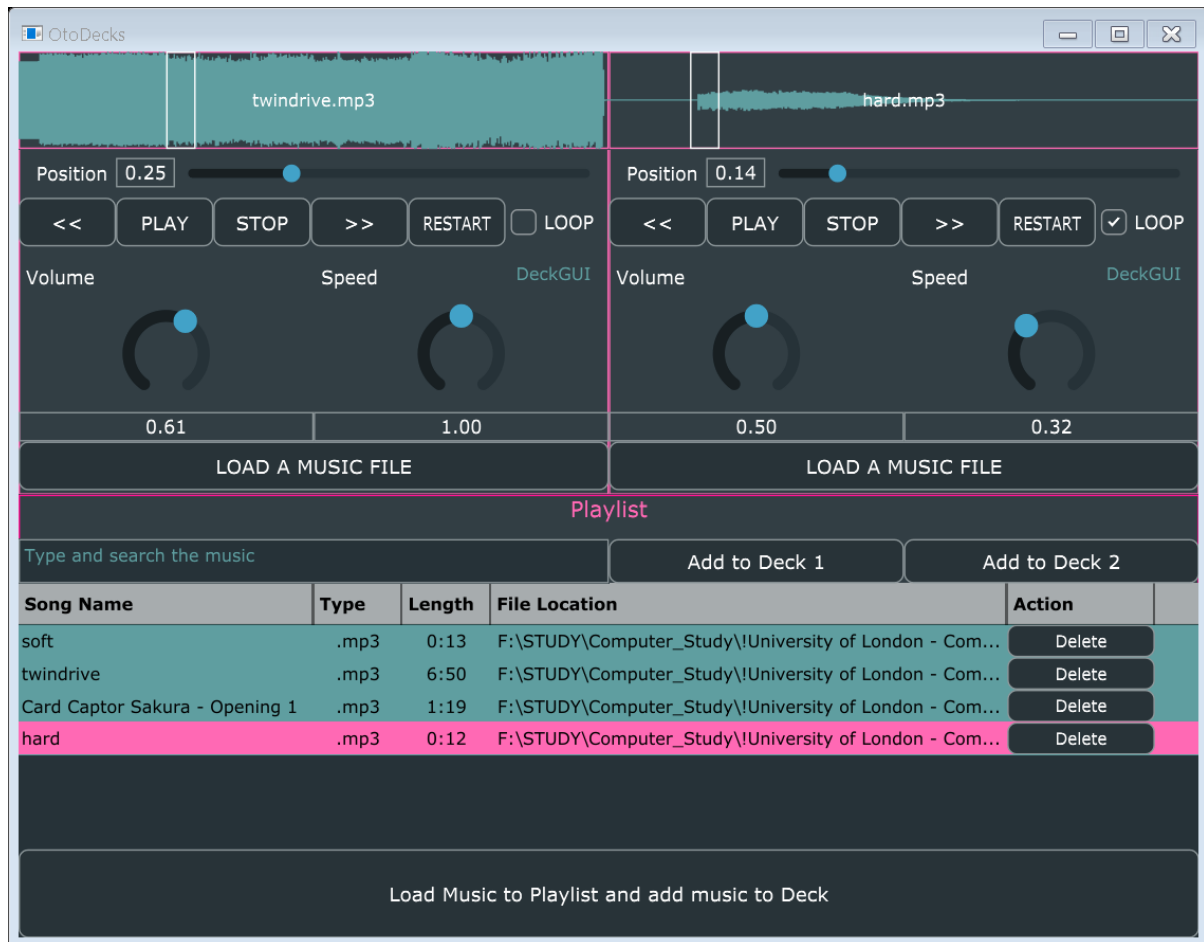 OtoDecks
twindrive.mp3 hard.mp3
Position 0.25 Position 0.14
<< PLAY STOP >> RESTART LOOP << PLAY STOP >> RESTART LOOP
Volume Speed DeckGUI Volume Speed DeckGUI
0.61 1.00 0.50 0.32
LOAD A MUSIC FILE LOAD A MUSIC FILE
Playlist
Type and search the music Add to Deck 1 Add to Deck 2
Song Name Type Length File Location Action
soft .mp3 0:13 F:\STUDY\Computer_Study\!University of London - Com... Delete
twindrive .mp3 6:50 F:\STUDY\Computer_Study\!University of London - Com... Delete
Card Captor Sakura - Opening 1 .mp3 1:19 F:\STUDY\Computer_Study\!University of London - Com... Delete
hard .mp3 0:12 F:\STUDY\Computer_Study\!University of London - Com... Delete
Load Music to Playlist and add music to Deck